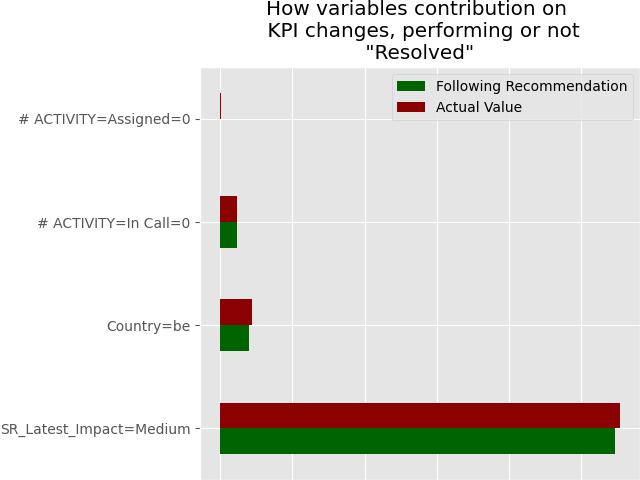 How variables contribution on
KPI changes, performing or not
"Resolved"
Following Recommendation
Actual Value
# ACTIVITY=Assigned=0
# ACTIVITY=In Call=0
Country=be
SR_Latest_Impact=Medium